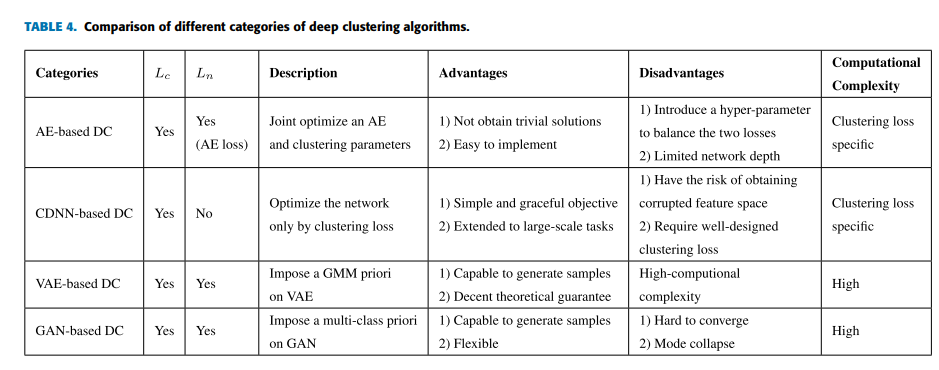 TABLE 4. Comparison of different categories of deep clustering algorithms.
Categories Lc Ln Description Advantages Disadvantages Computational
Complexity
AE-based DC Yes Yes
(AE loss) Joint optimize an AE
and clustering parameters 1) Not obtain trivial solutions
2) Easy to implement 1) Introduce a hyper-parameter
to balance the two losses
2) Limited network depth Clustering loss
specific
CDNN-based DC Yes No Optimize the network
only by clustering loss 1) Simple and graceful objective
2) Extended to large-scale tasks 1) Have the risk of obtaining
corrupted feature space
2) Require well-designed
clustering loss Clustering loss
specific
VAE-based DC Yes Yes Impose a GMM priori
on VAE 1) Capable to generate samples
2) Decent theoretical guarantee High-computional
complexity High
GAN-based DC Yes Yes Impose a multi-class priori
on GAN 1) Capable to generate samples
2) Flexible 1) Hard to converge
2) Mode collapse High